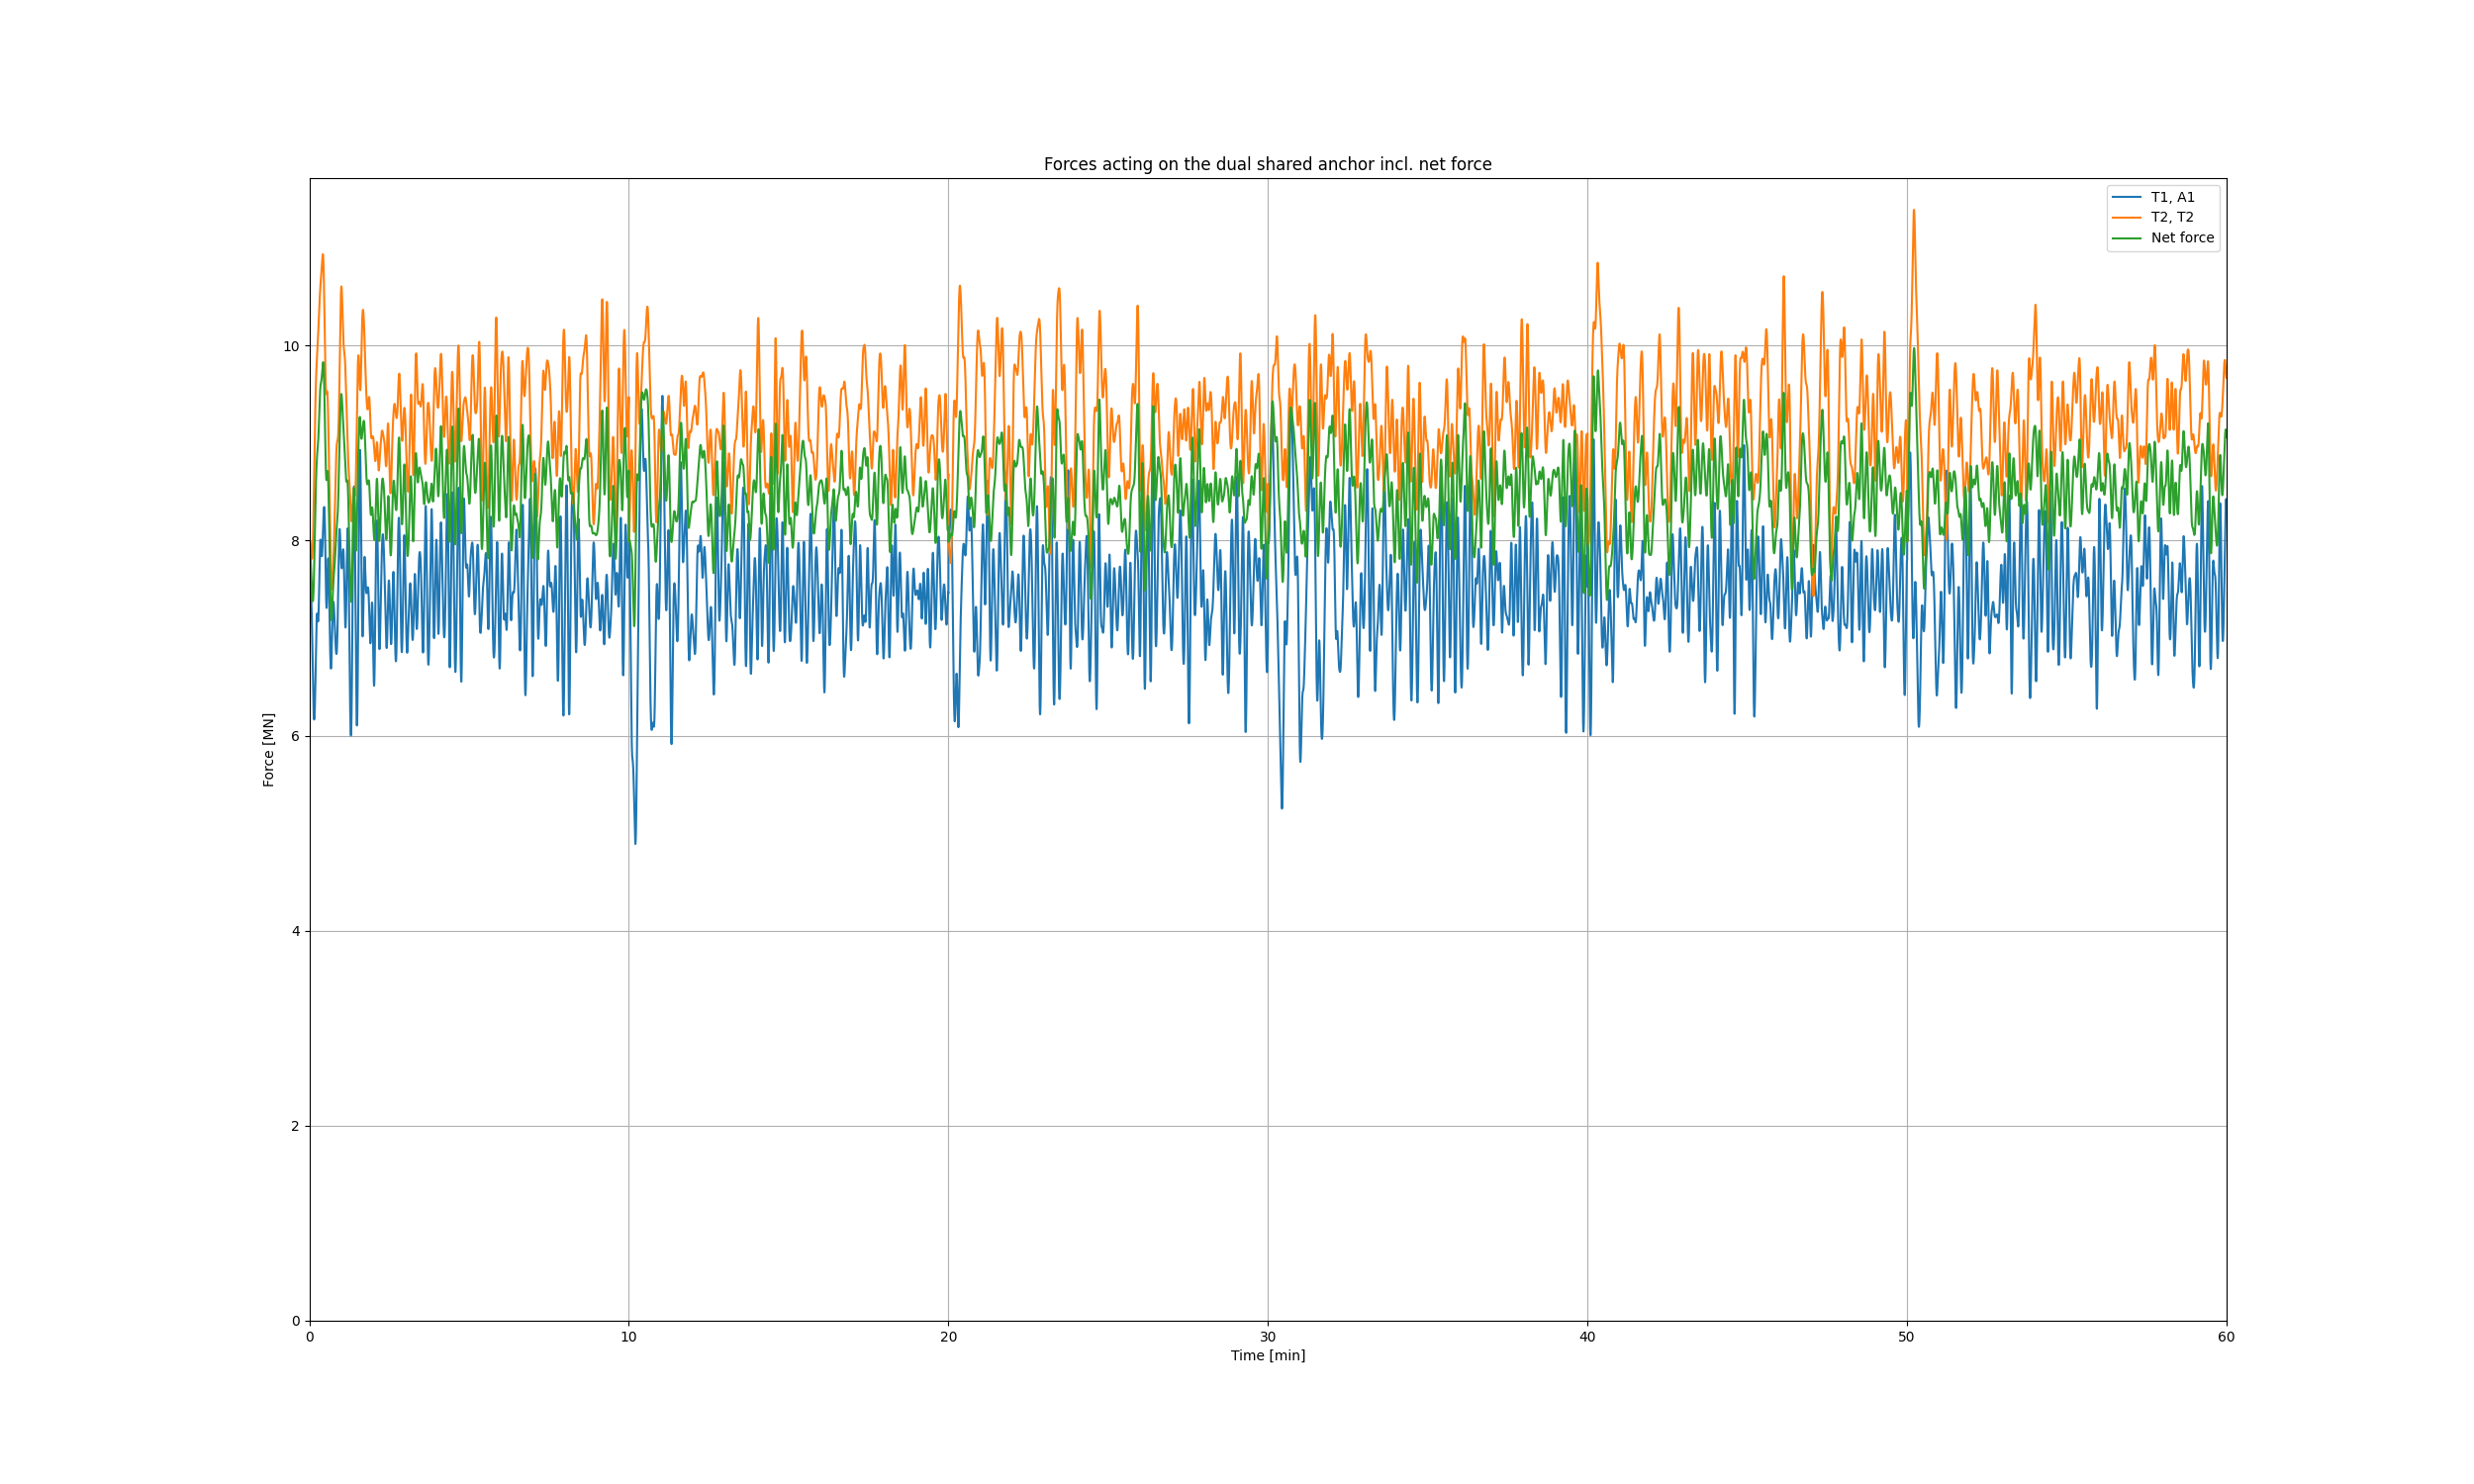 Forces acting on the dual shared anchor incl. net force
T1, A1
T2, T2
Net force
10
8
6
4
2
0
Force [MN]
0 10 20 30 40 50 60
Time [min]